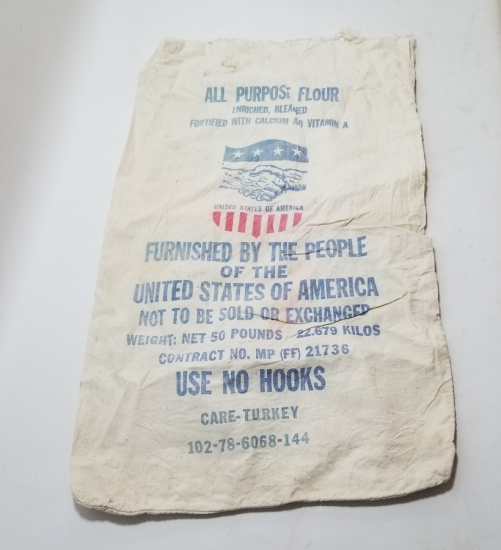 ALL PURPOSE FLOUR
ENRICHED, BLEACHED
FORTIFIED WITH CALCIUM AND VITAMIN A
UNITED STATES OF AMERICA
FURNISHED BY THE PEOPLE
OF THE
UNITED STATES OF AMERICA
NOT TO BE SOLD OR EXCHANGED
WEIGHT: NET 50 POUNDS 22.679 KILOS
CONTRACT NO. MP (FF) 21736
USE NO HOOKS
CARE-TURKEY
102-78-6068-144